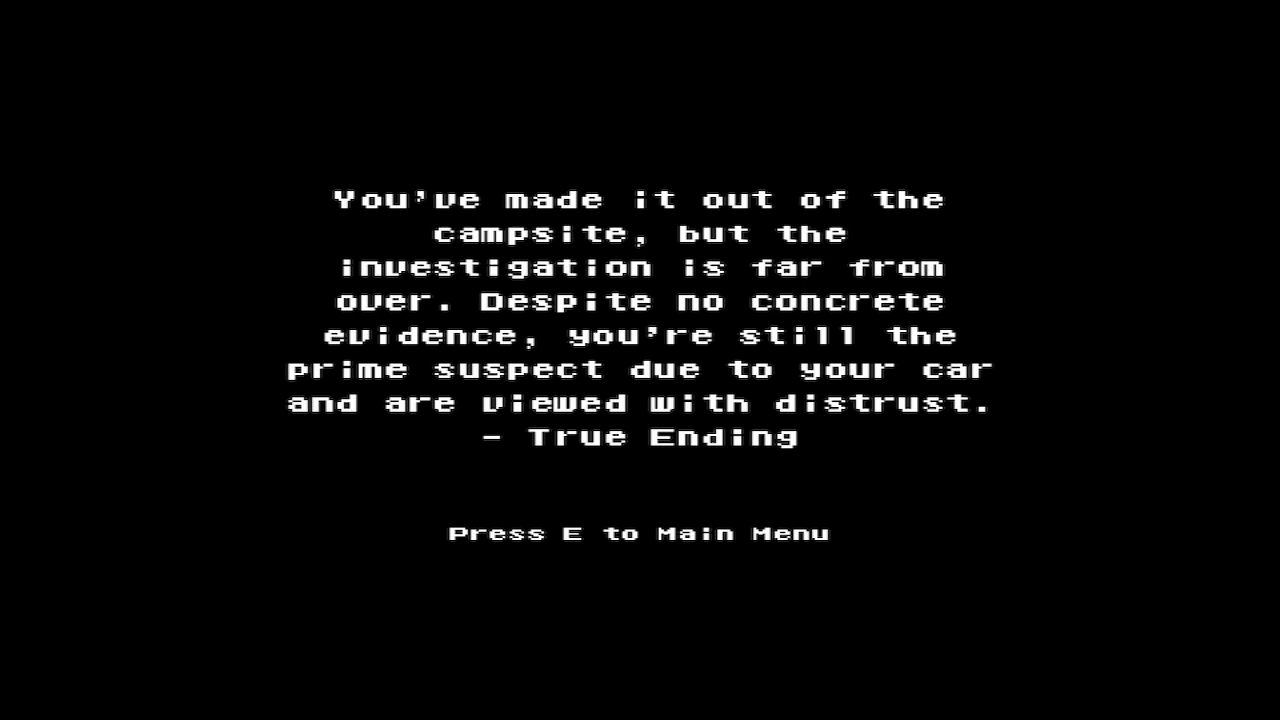 You've made it out of the
campsite, but the
investigation is far from
over. Despite no concrete
evidence, you're still the
prime suspect due to your car
and are viewed with distrust.
- True Ending
Press E to Main Menu